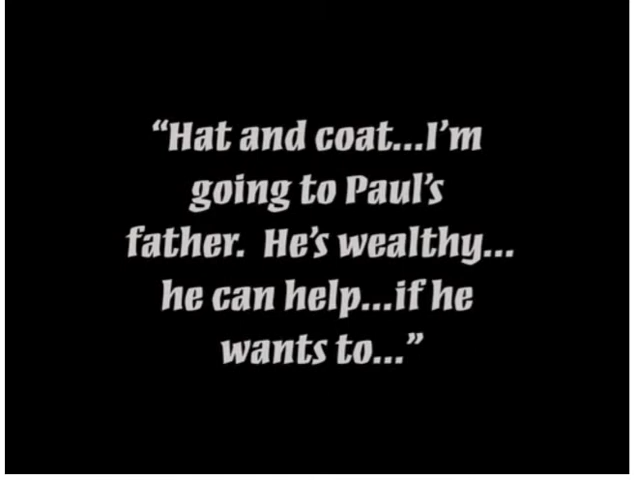 “Hat and coat...I’m
going to Paul’s
father. He’s wealthy...
he can help...if he
wants to...”